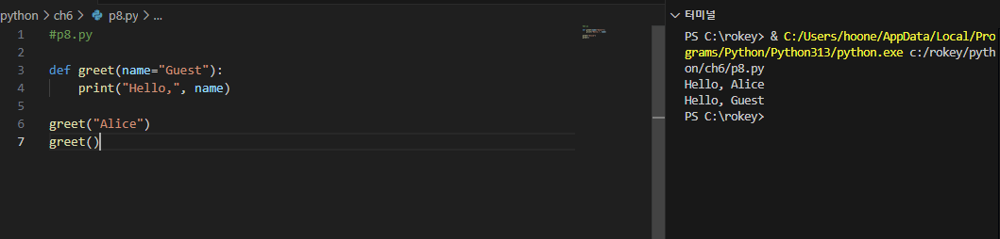 python > ch6 > p8.py > ...
1 #p8.py
2
3 def greet(name="Guest"):
4 print("Hello,", name)
5
6 greet("Alice")
7 greet()
터미널
PS C:\rokey> & C:/Users/hoone/AppData/Local/Pro
grams/Python/Python313/python.exe c:/rokey/pyth
on/ch6/p8.py
Hello, Alice
Hello, Guest
PS C:\rokey>